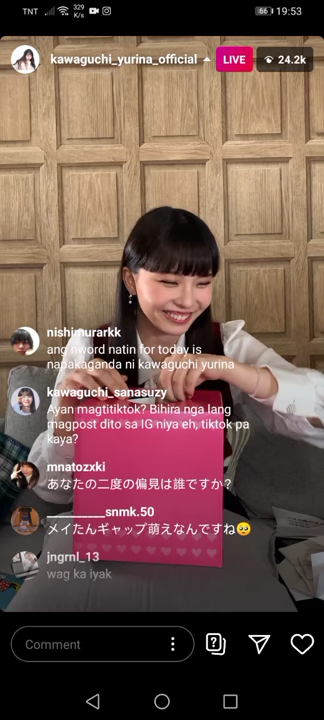 TNT 329 K/s 66 19:53
kawaguchi_yurina_official LIVE 24.2k
nishimurarkk
ang nword natin for today is
napakaganda ni kawaguchi yurina
kawaguchi_sanasuzy
Ayan magtitiktok? Bihira nga lang
magpost dito sa IG niya eh, tiktok pa
kaya?
mnatozxki
あなたの二度の偏見は誰ですか?
__________snmk.50
メイたんギャップ萌えなんですね🥺
jngrnl_13
wag ka iyak
Comment